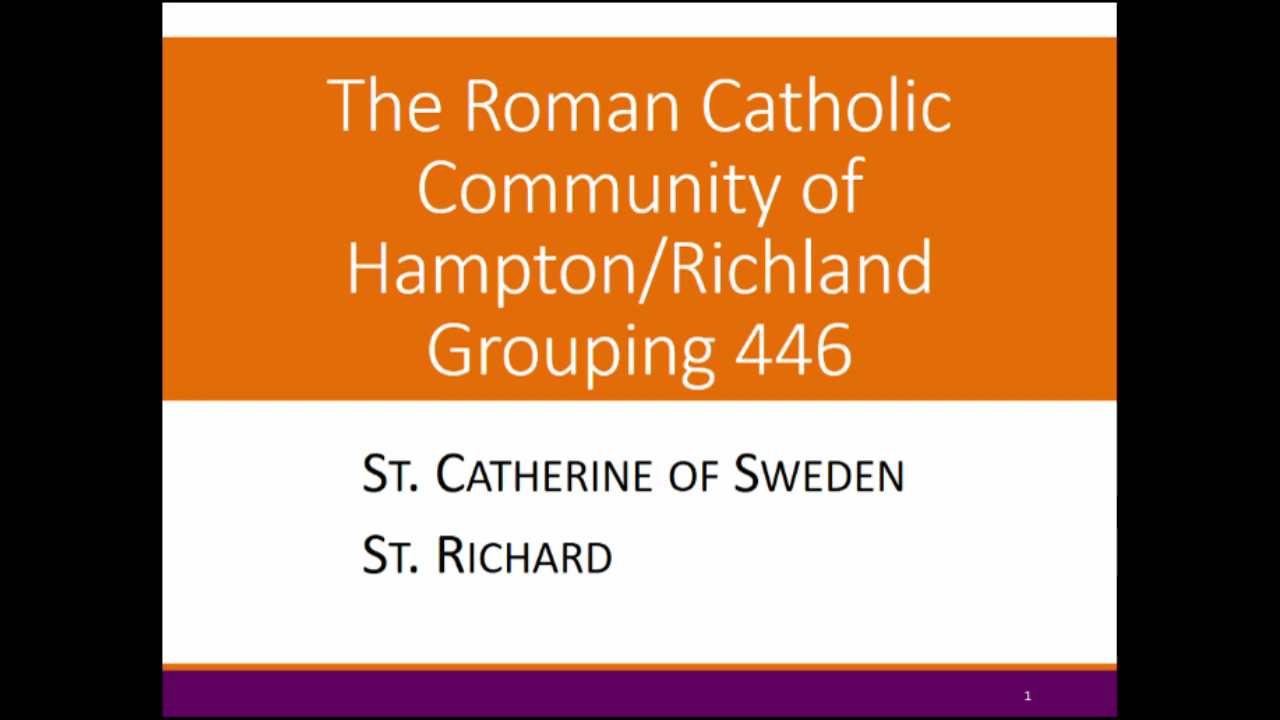 The Roman Catholic
Community of
Hampton/Richland
Grouping 446
St. Catherine of Sweden
St. Richard
1